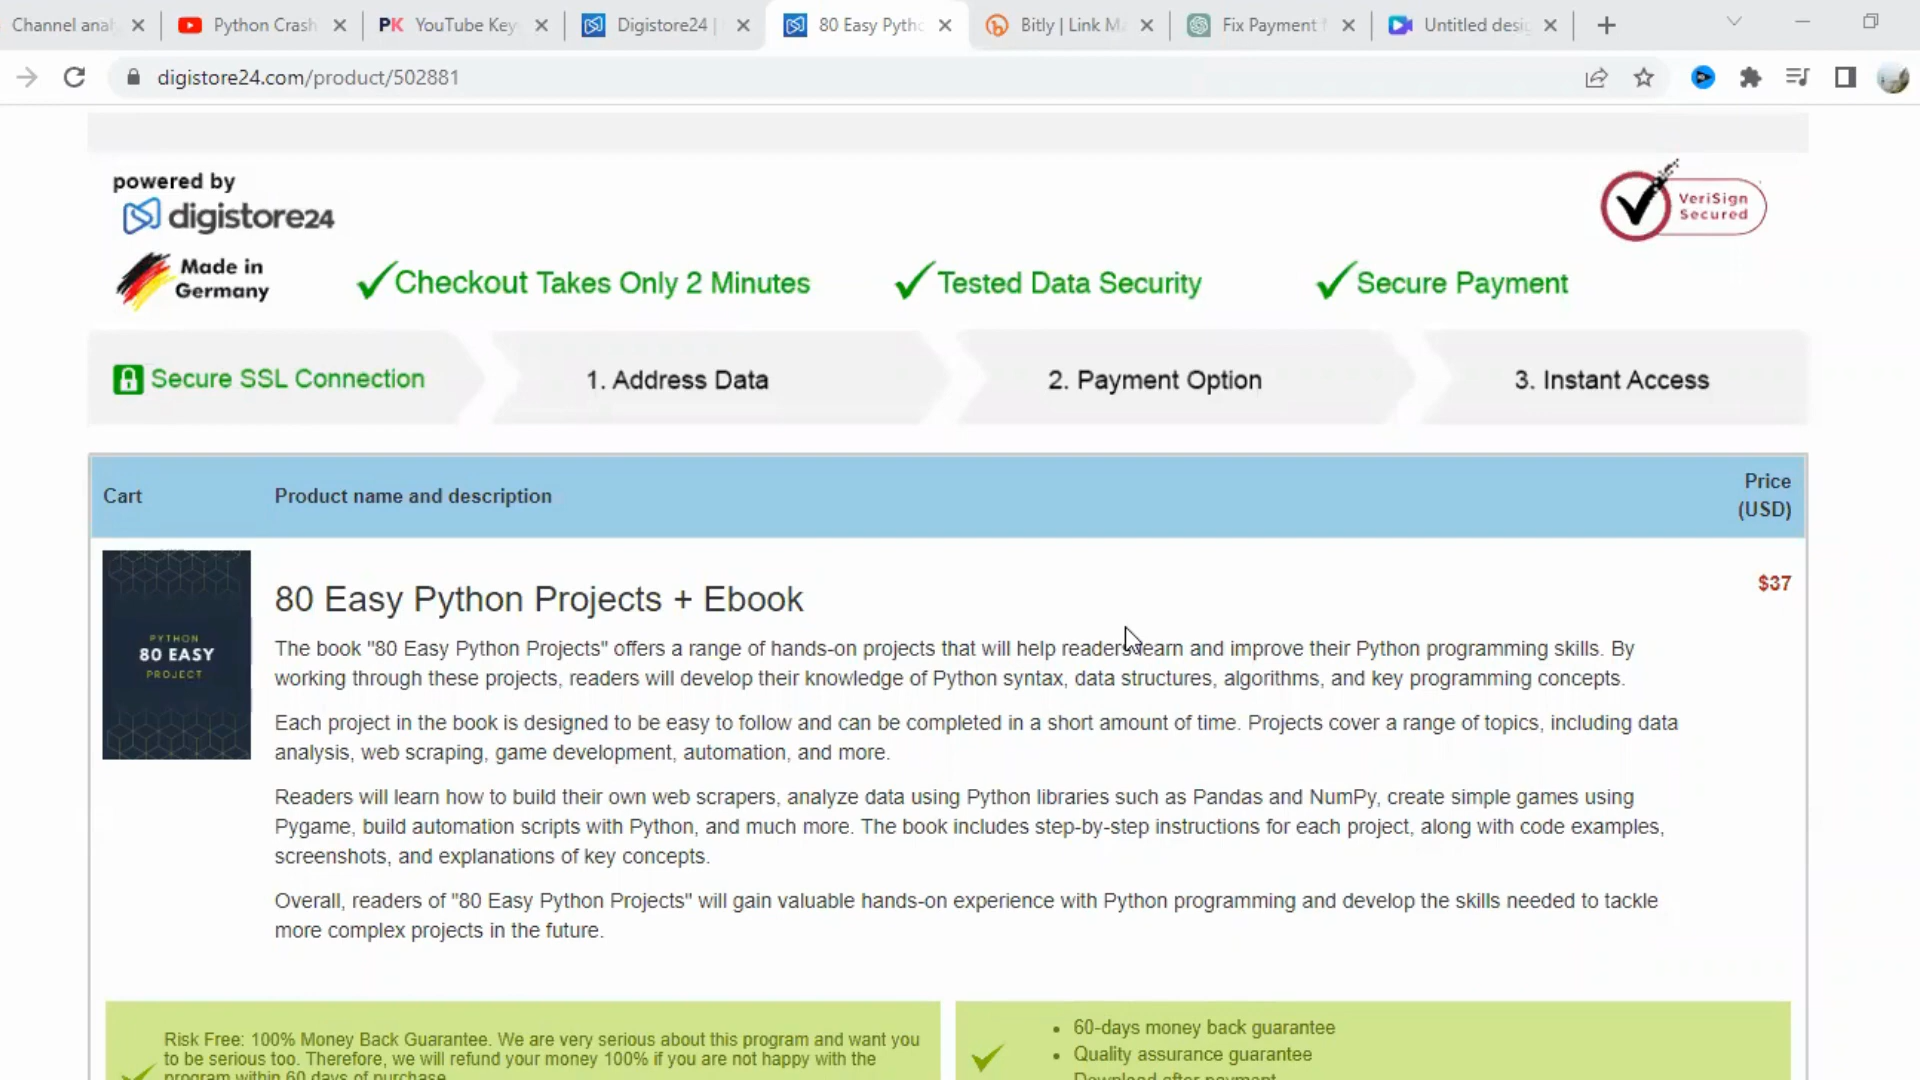 Channel anal
Python Crash
PK YouTube Key
Digistore24 |
80 Easy Pytho
Bitly | Link Ma
Fix Payment
Untitled desig
digistore24.com/product/502881
powered by
digistore24
VeriSign
Secured
Made in
Germany
Checkout Takes Only 2 Minutes
Tested Data Security
Secure Payment
Secure SSL Connection
1. Address Data
2. Payment Option
3. Instant Access
Cart
Product name and description
Price
(USD)
PYTHON
80 EASY
PROJECT
80 Easy Python Projects + Ebook
$37
The book "80 Easy Python Projects" offers a range of hands-on projects that will help readers learn and improve their Python programming skills. By
working through these projects, readers will develop their knowledge of Python syntax, data structures, algorithms, and key programming concepts.
Each project in the book is designed to be easy to follow and can be completed in a short amount of time. Projects cover a range of topics, including data
analysis, web scraping, game development, automation, and more.
Readers will learn how to build their own web scrapers, analyze data using Python libraries such as Pandas and NumPy, create simple games using
Pygame, build automation scripts with Python, and much more. The book includes step-by-step instructions for each project, along with code examples,
screenshots, and explanations of key concepts.
Overall, readers of "80 Easy Python Projects" will gain valuable hands-on experience with Python programming and develop the skills needed to tackle
more complex projects in the future.
Risk Free: 100% Money Back Guarantee. We are very serious about this program and want you
to be serious too. Therefore, we will refund your money 100% if you are not happy with the
program within 60 days of purchase
• 60-days money back guarantee
• Quality assurance guarantee
Download after payment